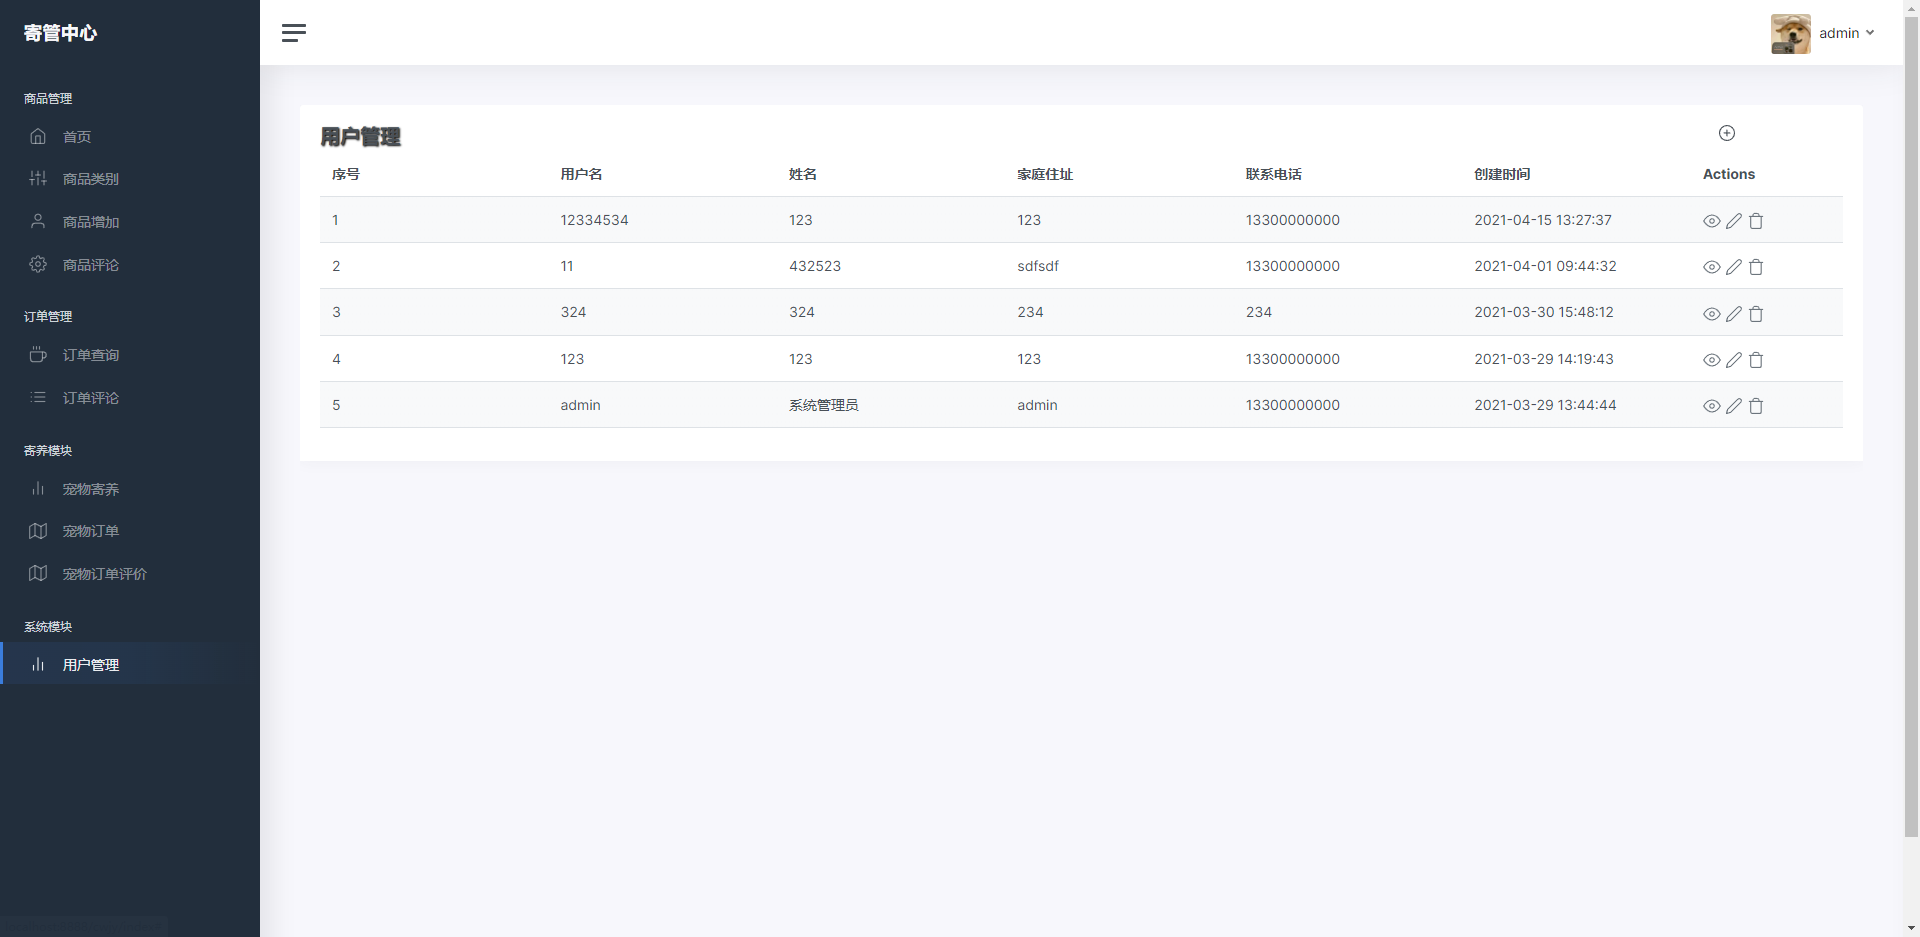 寄管中心
admin
商品管理
首页
商品类别
商品增加
商品评论
订单管理
订单查询
订单评论
寄养模块
宠物寄养
宠物订单
宠物订单评价
系统模块
用户管理
用户管理
序号 用户名 姓名 家庭住址 联系电话 创建时间 Actions
1 12334534 123 123 13300000000 2021-04-15 13:27:37
2 11 432523 sdfsdf 13300000000 2021-04-01 09:44:32
3 324 324 234 234 2021-03-30 15:48:12
4 123 123 123 13300000000 2021-03-29 14:19:43
5 admin 系统管理员 admin 13300000000 2021-03-29 13:44:44